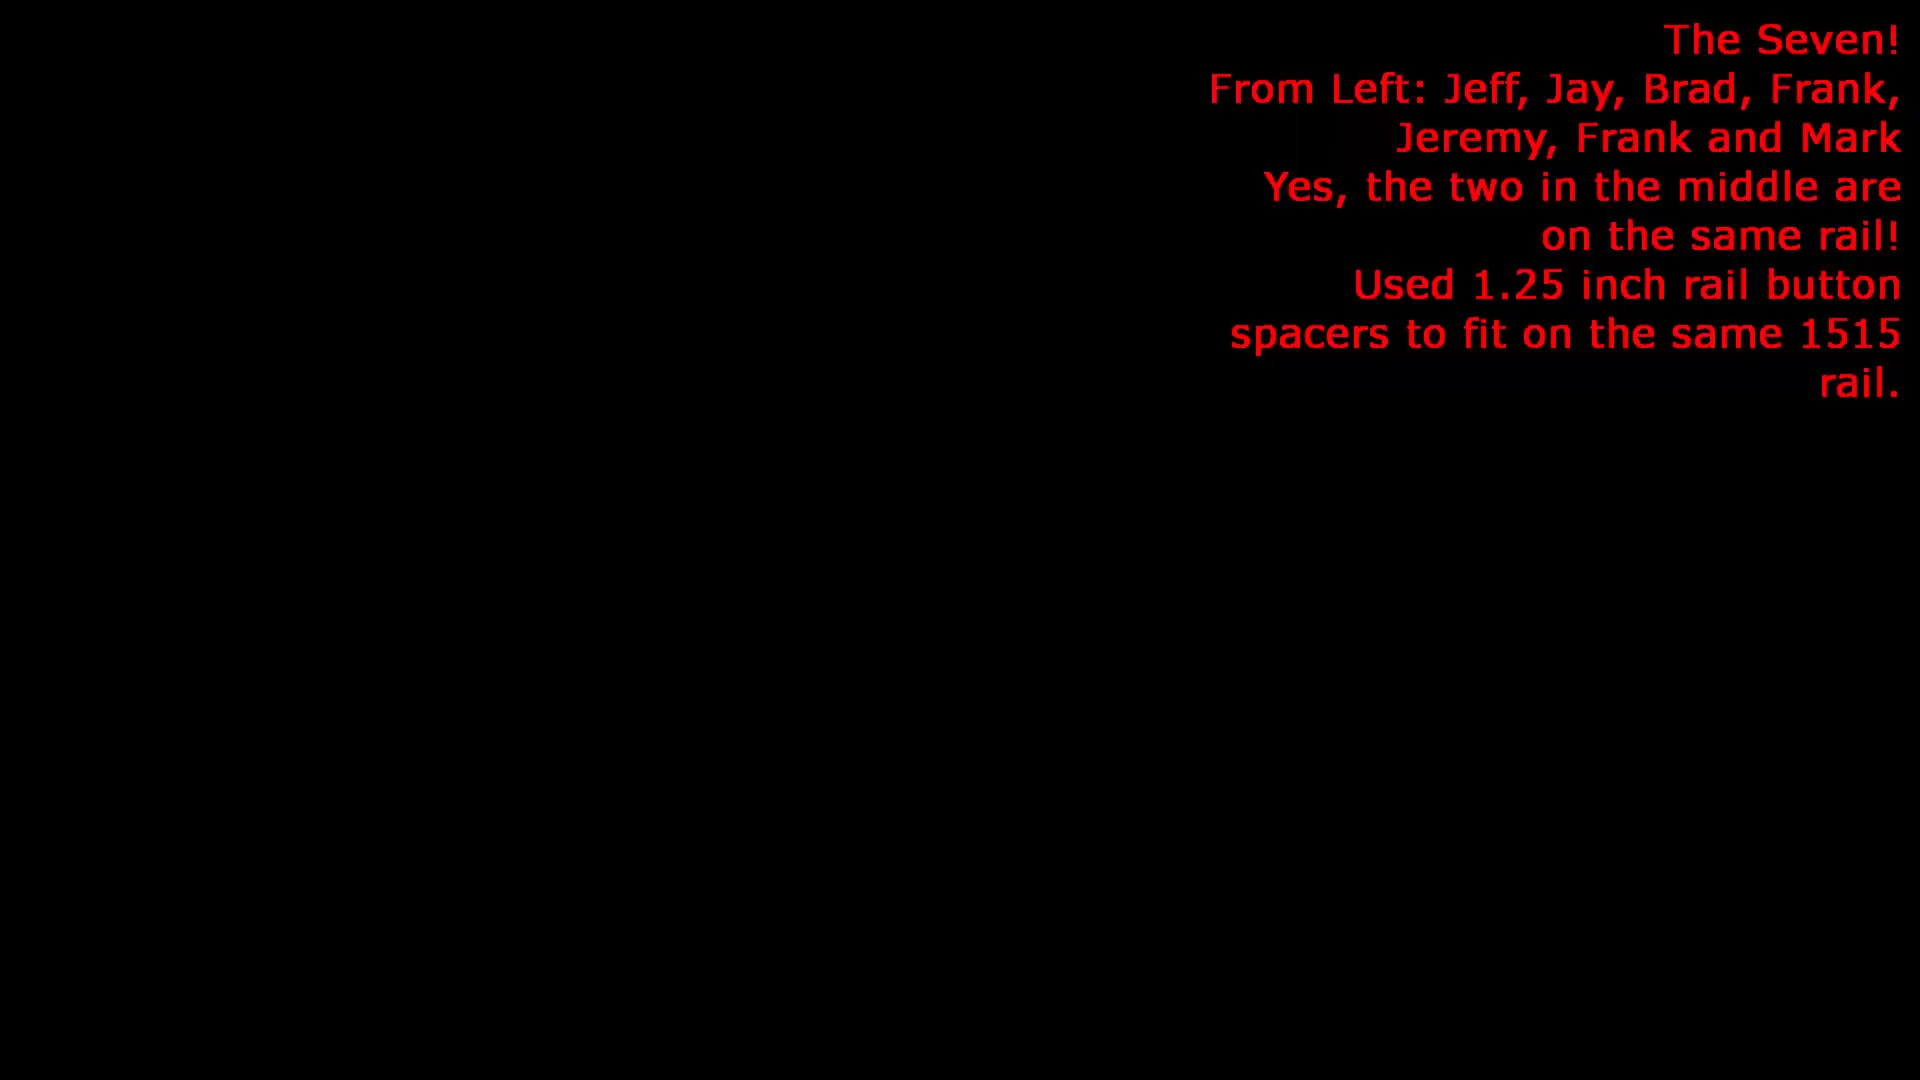 The Seven!
From Left: Jeff, Jay, Brad, Frank,
Jeremy, Frank and Mark
Yes, the two in the middle are
on the same rail!
Used 1.25 inch rail button
spacers to fit on the same 1515
rail.